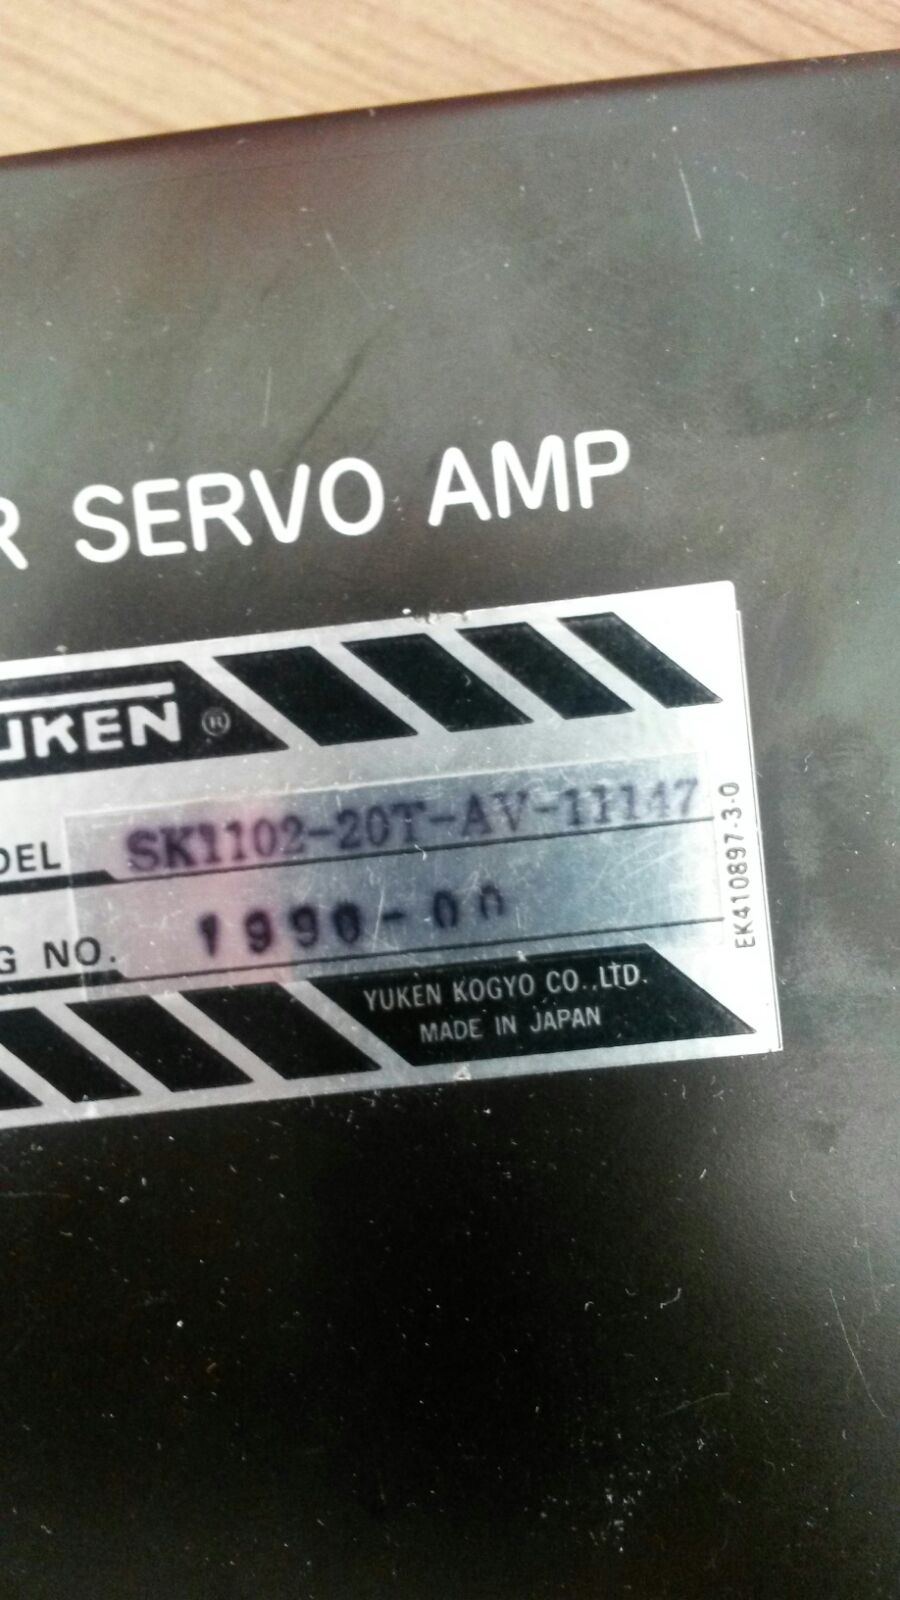 R SERVO AMP
UKEN ®
DEL SK1102-20T-AV-11147
G NO. 1990-00
EK410897-3-0
YUKEN KOGYO CO.,LTD.
MADE IN JAPAN